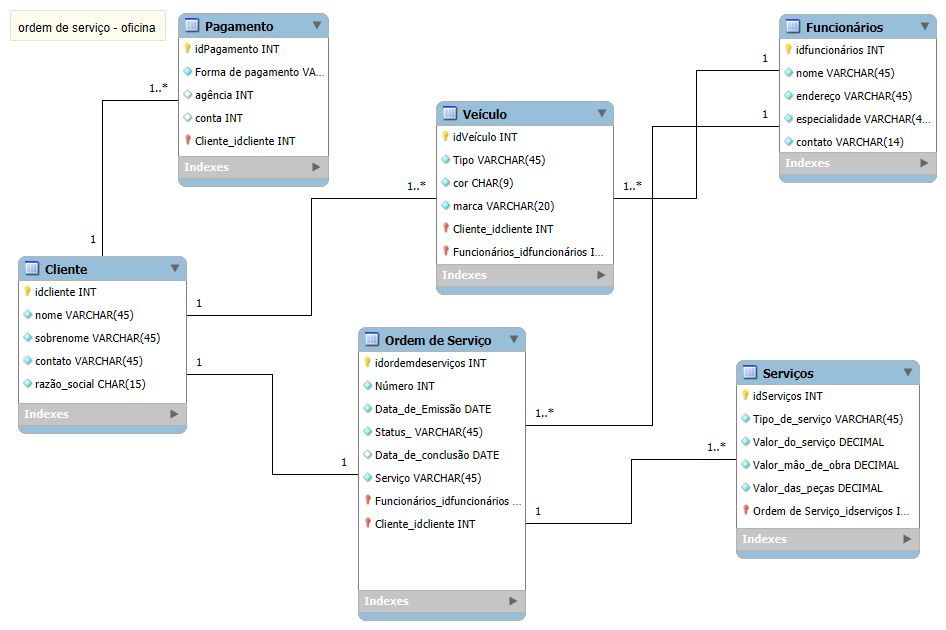 ordem de serviço - oficina
Pagamento
idPagamento INT
Forma de pagamento VA...
agência INT
conta INT
Cliente_idcliente INT
Indexes
1..*
1
Cliente
idcliente INT
nome VARCHAR(45)
sobrenome VARCHAR(45)
contato VARCHAR(45)
razão_social CHAR(15)
Indexes
1
1
Veículo
idVeículo INT
Tipo VARCHAR(45)
cor CHAR(9)
marca VARCHAR(20)
Cliente_idcliente INT
Funcionários_idfuncionários I...
Indexes
1..*
1..*
Funcionários
idfuncionários INT
nome VARCHAR(45)
endereço VARCHAR(45)
especialidade VARCHAR(4...
contato VARCHAR(14)
Indexes
1
1
Ordem de Serviço
idordemdeserviços INT
Número INT
Data_de_Emissão DATE
Status_ VARCHAR(45)
Data_de_conclusão DATE
Serviço VARCHAR(45)
Funcionários_idfuncionários ...
Cliente_idcliente INT
Indexes
1
1..*
1
Serviços
idServiços INT
Tipo_de_serviço VARCHAR(45)
Valor_do_serviço DECIMAL
Valor_mâo_de_obra DECIMAL
Valor_das_peças DECIMAL
Ordem de Serviço_idserviços I...
Indexes
1..*